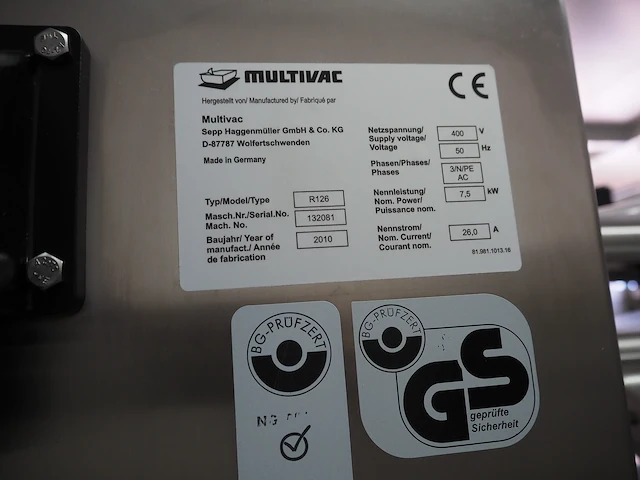 MULTIVAC
CE
Hergestellt von/ Manufactured by/ Fabriqué par
Multivac
Sepp Haggenmüller GmbH & Co. KG
D-87787 Wolfertschwenden
Made in Germany
Typ/Model/Type R126
Masch.Nr./Serial.No. 132081
Mach. No.
Baujahr/ Year of 2010
manufact./ Année
de fabrication
Netzspannung/ 400 V
Supply voltage/
Voltage 50 Hz
Phasen/Phases/ 3/N/PE
Phases AC
Nennleistung/ 7,5 kW
Nom. Power/
Puissance nom.
Nennstrom/ 26,0 A
Nom. Current/
Courant nom.
81.981.1013.16
BG-PRÜFZERT
NG
BG-PRÜFZERT
GS
geprüfte
Sicherheit